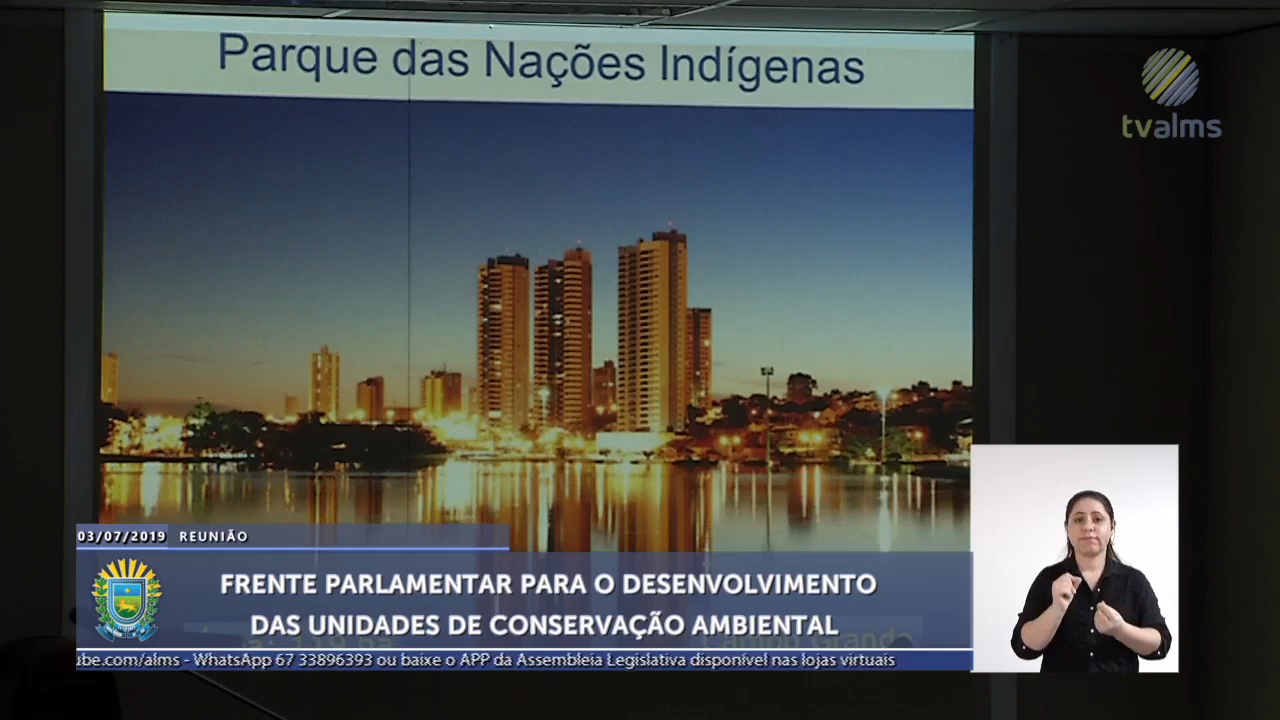 Parque das Nações Indígenas
tvalms
03/07/2019 REUNIÃO
FRENTE PARLAMENTAR PARA O DESENVOLVIMENTO
DAS UNIDADES DE CONSERVAÇÃO AMBIENTAL
ube.com/alms - WhatsApp 67 33896393 ou baixe o APP da Assembleia Legislativa disponível nas lojas virtuais